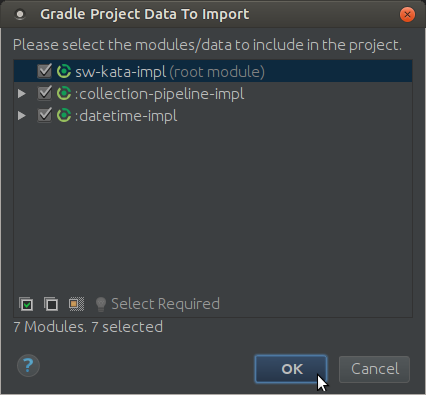 Gradle Project Data To Import
Please select the modules/data to include in the project.
sw-kata-impl (root module)
:collection-pipeline-impl
:datetime-impl
Select Required
7 Modules. 7 selected
?
OK
Cancel